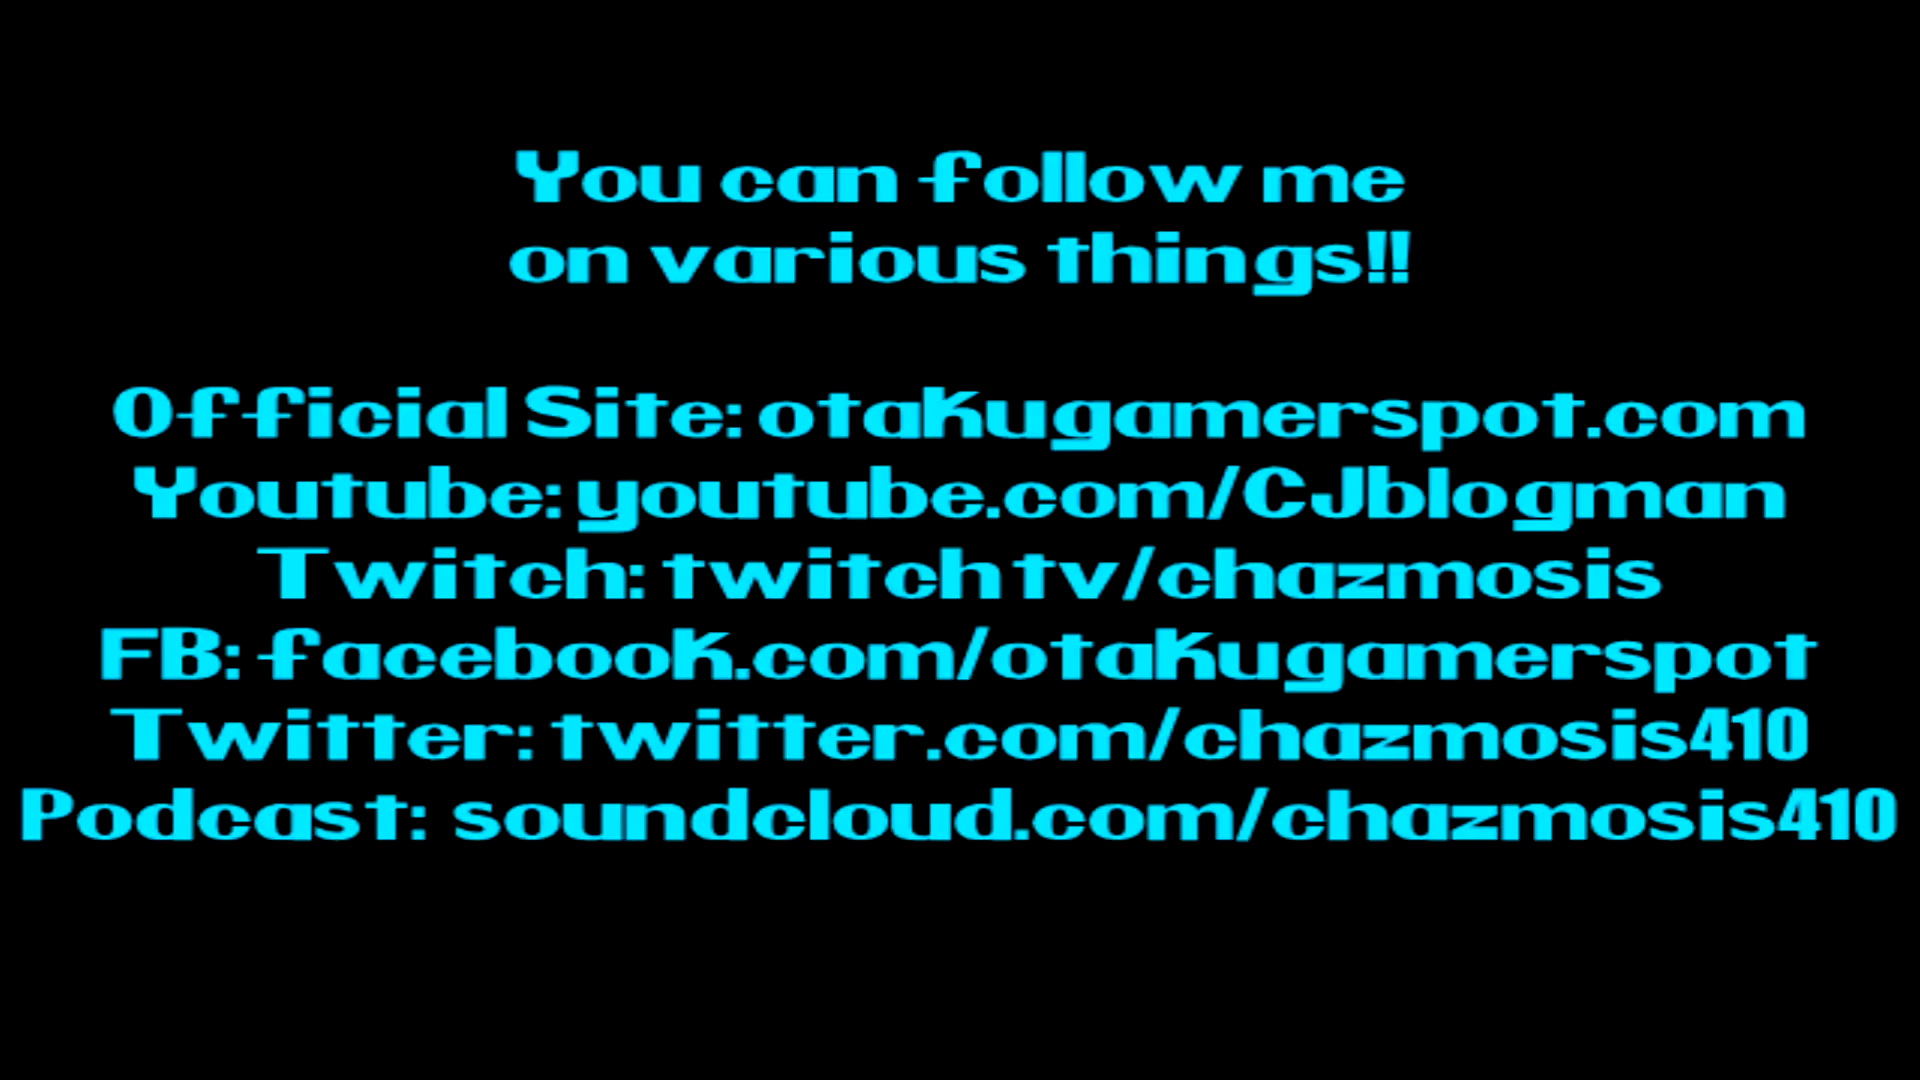 You can follow me
on various things!!
Official Site: otakugamerspot.com
Youtube: youtube.com/CJblogman
Twitch: twitch tv/chazmosis
FB: facebook.com/otakugamerspot
Twitter: twitter.com/chazmosis410
Podcast: soundcloud.com/chazmosis410